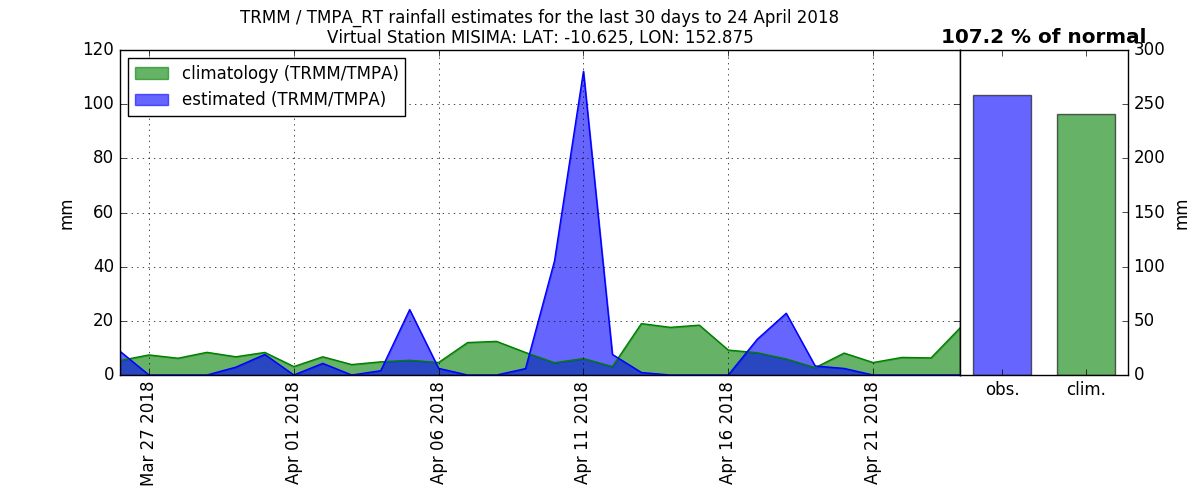 TRMM / TMPA_RT rainfall estimates for the last 30 days to 24 April 2018
Virtual Station MISIMA: LAT: -10.625, LON: 152.875
107.2 % of normal
climatology (TRMM/TMPA)
estimated (TRMM/TMPA)
mm
120
100
80
60
40
20
0
Mar 27 2018
Apr 01 2018
Apr 06 2018
Apr 11 2018
Apr 16 2018
Apr 21 2018
obs.
clim.
300
250
200
150
100
50
0
mm